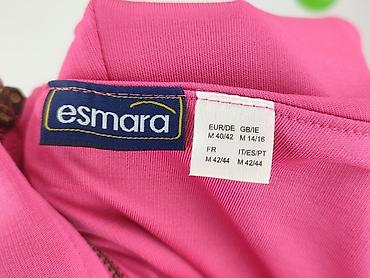 esmara
EUR/DE GB/IE
M 40/42 M 14/16
FR IT/ES/PT
M 42/44 M 42/44